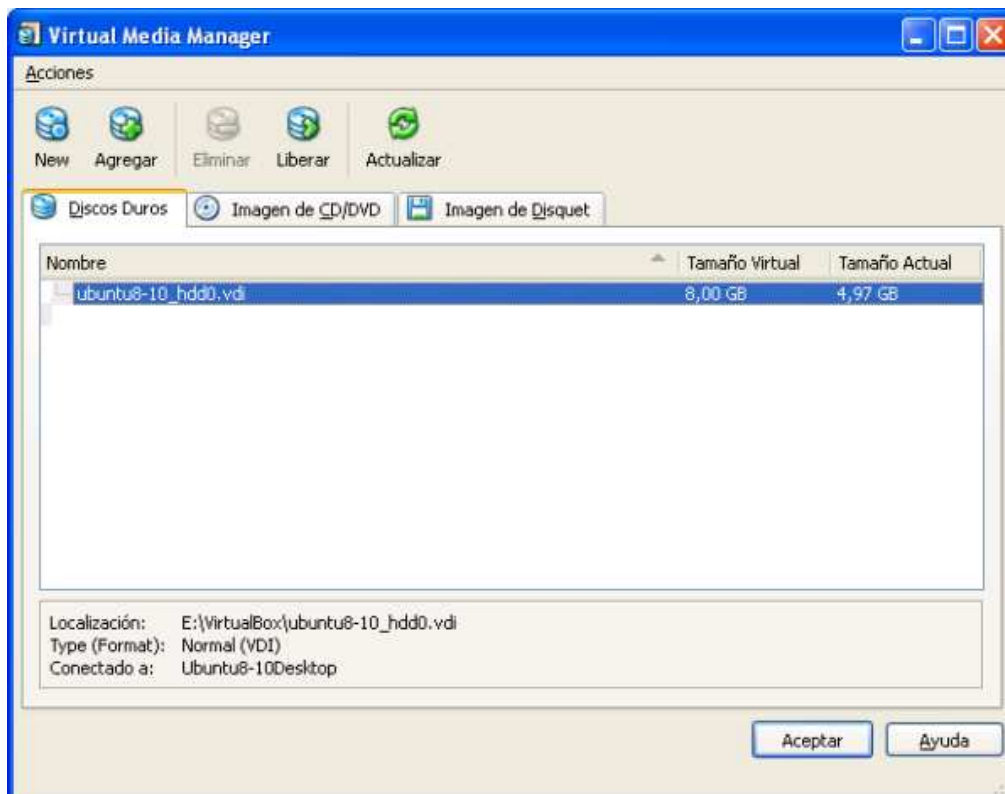 Virtual Media Manager
Acciones
New Agregar Eliminar Liberar Actualizar
Discos Duros Imagen de CD/DVD Imagen de Disquet
Nombre Tamaño Virtual Tamaño Actual
ubuntu8-10_hdd0.vdi 8,00 GB 4,97 GB
Localización: E:\VirtualBox\ubuntu8-10_hdd0.vdi
Type (Format): Normal (VDI)
Conectado a: Ubuntu8-10Desktop
Aceptar Ayuda